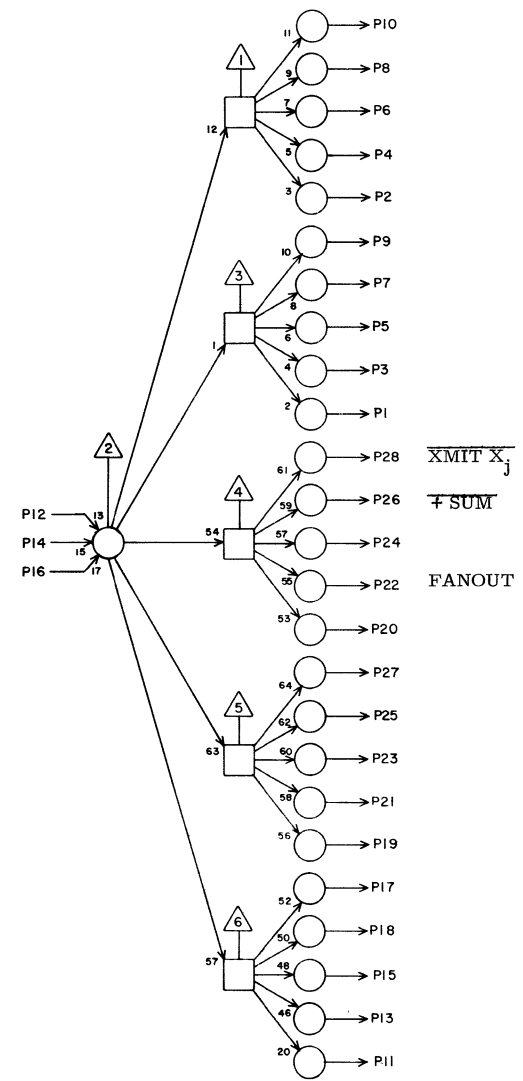 11 P10
1
9 P8
7 P6
12
5 P4
3 P2
10 P9
3
8 P7
6 P5
1
4 P3
2 P1
61 P28 XMIT Xj
2
4
59 P26 + SUM
P12 13
54 57 P24
P14 15
P16 17
55 P22 FANOUT
53 P20
64 P27
5
62 P25
63 60 P23
58 P21
56 P19
52 P17
6
50 P18
57 48 P15
46 P13
20 P11